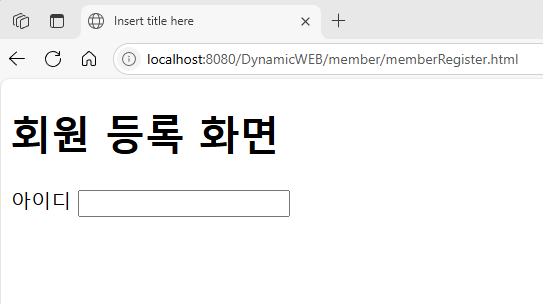 Insert title here
localhost:8080/DynamicWEB/member/memberRegister.html
회원 등록 화면
아이디